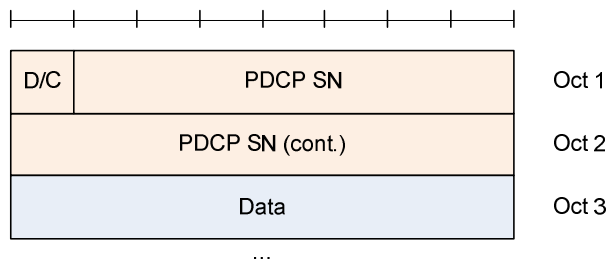 D/C PDCP SN Oct 1
PDCP SN (cont.) Oct 2
Data Oct 3
...